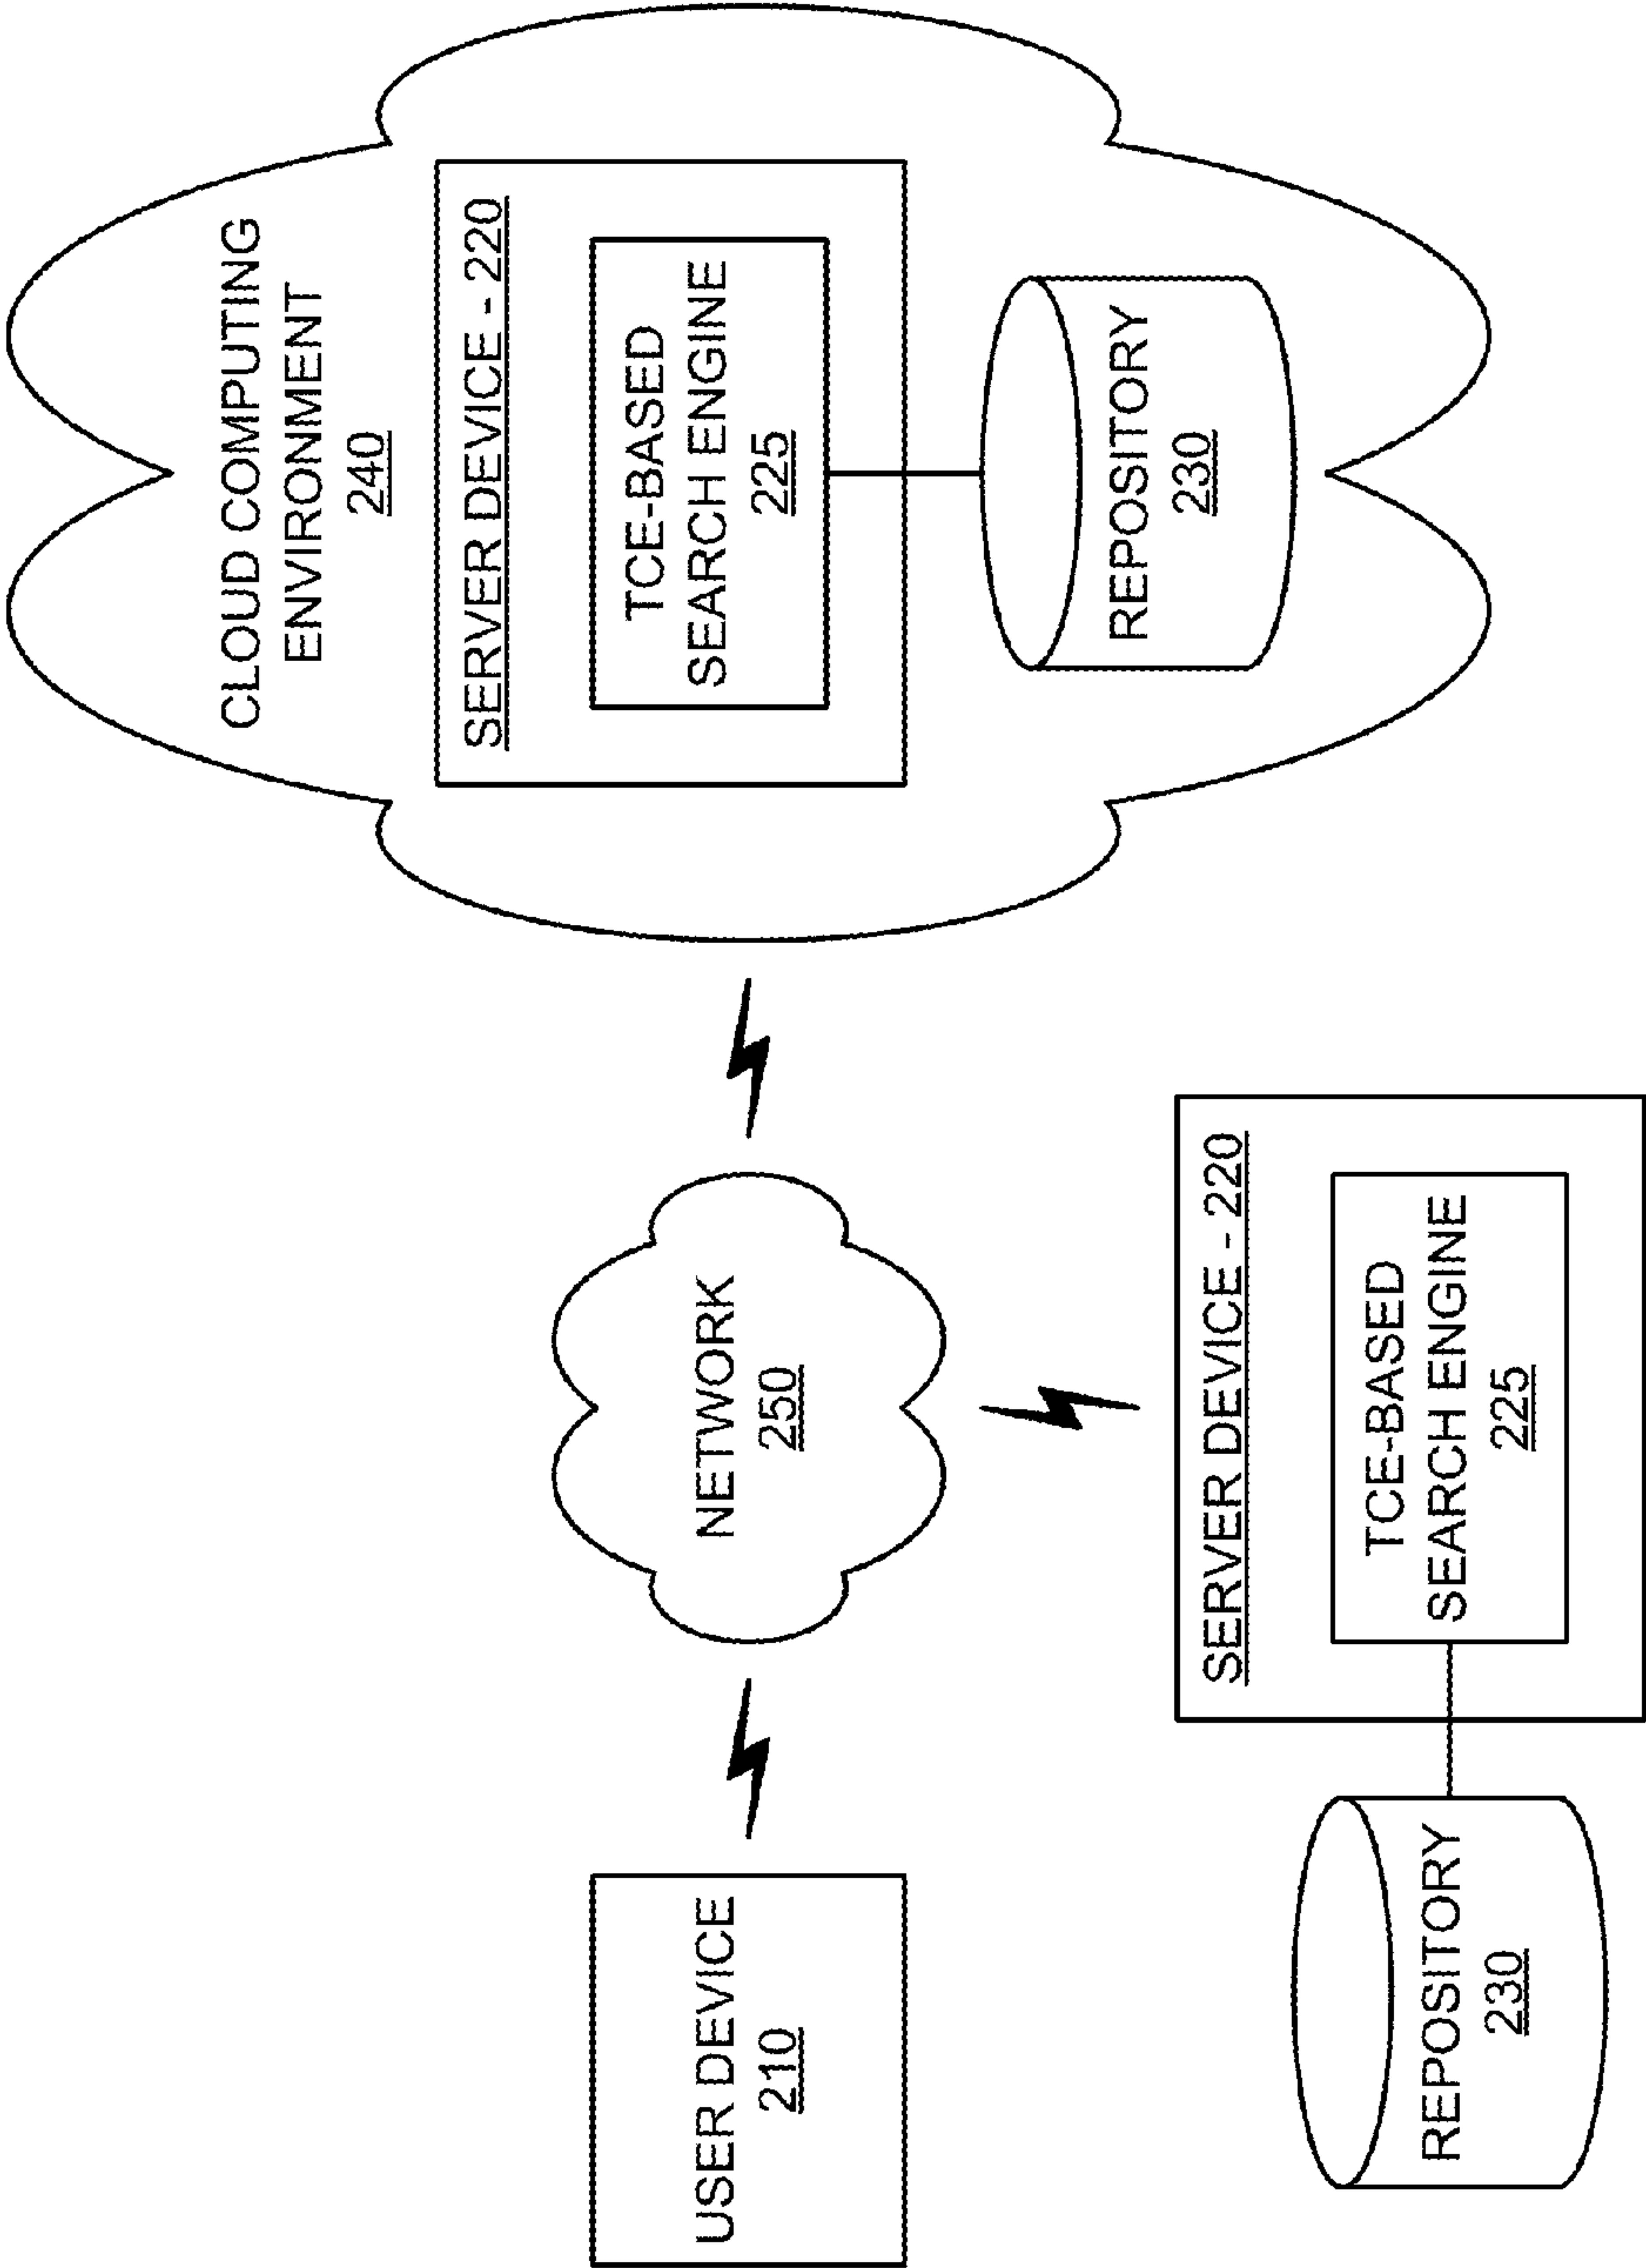 USER DEVICE
210
NETWORK
250
CLOUD COMPUTING
ENVIRONMENT
240
SERVER DEVICE - 220
TCE-BASED
SEARCH ENGINE
225
REPOSITORY
230
REPOSITORY
230
SERVER DEVICE - 220
TCE-BASED
SEARCH ENGINE
225